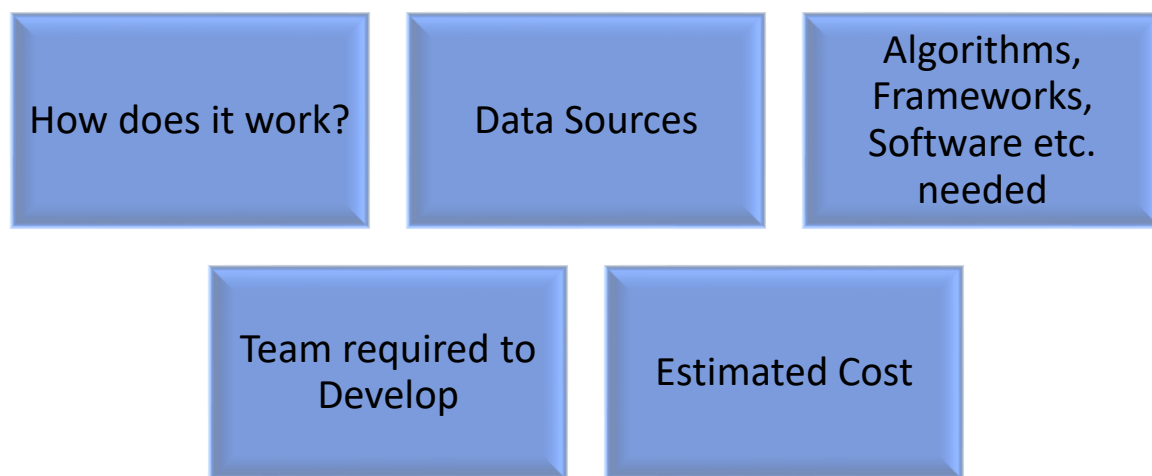 How does it work?
Data Sources
Algorithms,
Frameworks,
Software etc.
needed
Team required to
Develop
Estimated Cost